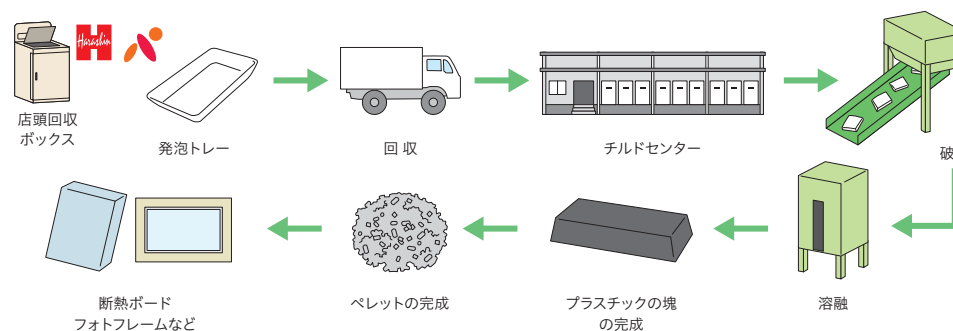 Harashin
店頭回収
ボックス
発泡トレー
回 収
チルドセンター
破
溶融
プラスチックの塊
の完成
ペレットの完成
断熱ボード
フォトフレームなど